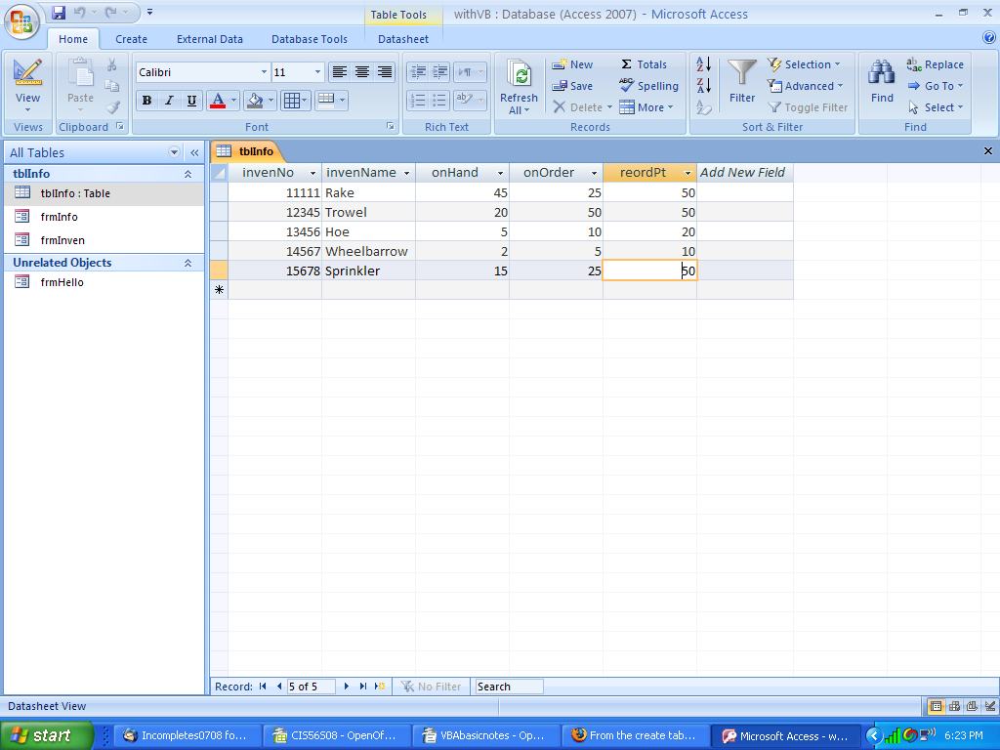 Table Tools withVB : Database (Access 2007) - Microsoft Access
Home Create External Data Database Tools Datasheet
View Paste Calibri 11 Refresh All New Save Delete Σ Totals Spelling More Filter Selection Advanced Toggle Filter Find Replace Go To Select
B I U A
Views Clipboard Font Rich Text Records Sort & Filter Find
All Tables
tblInfo
tblInfo : Table
frmInfo
frmInven
Unrelated Objects
frmHello
tblInfo
invenNo invenName onHand onOrder reordPt Add New Field
11111 Rake 45 25 50
12345 Trowel 20 50 50
13456 Hoe 5 10 20
14567 Wheelbarrow 2 5 10
15678 Sprinkler 15 25 50
Record: 5 of 5 No Filter Search
Datasheet View
start Incompletes0708 fo... CIS56S08 - OpenOf... VBAbasicnotes - Op... From the create tab... Microsoft Access - w... 6:23 PM